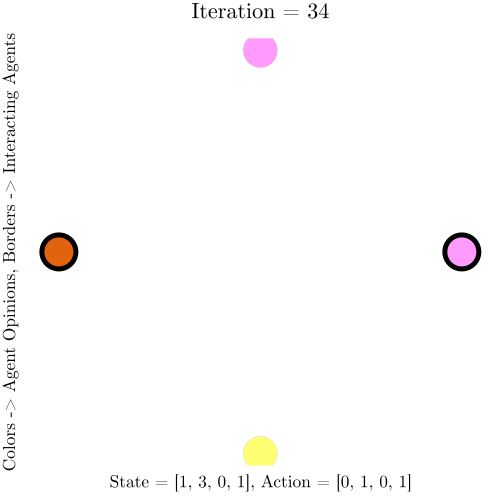 Iteration = 34
Colors -> Agent Opinions, Borders -> Interacting Agents
State = [1, 3, 0, 1], Action = [0, 1, 0, 1]